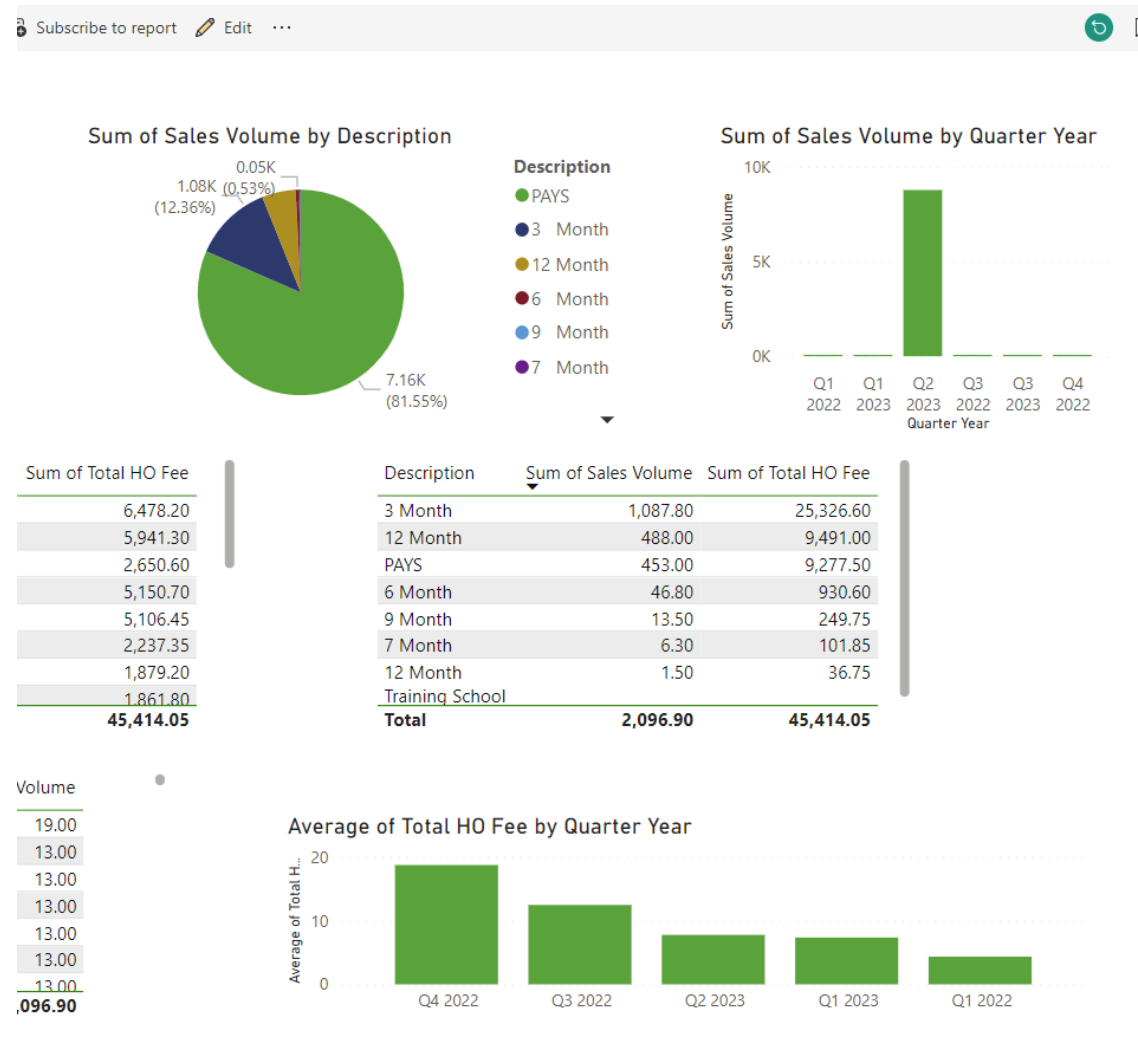 Subscribe to report Edit ...
Sum of Sales Volume by Description
0.05K
(0.53%)
1.08K
(12.36%)
7.16K
(81.55%)
Description
PAYS
3 Month
12 Month
6 Month
9 Month
7 Month
Sum of Sales Volume by Quarter Year
Sum of Sales Volume
10K
5K
0K
Q1 2022
Q1 2023
Q2 2023
Q3 2022
Q3 2023
Q4 2022
Quarter Year
Sum of Total HO Fee
6,478.20
5,941.30
2,650.60
5,150.70
5,106.45
2,237.35
1,879.20
1,861.80
45,414.05
Description Sum of Sales Volume Sum of Total HO Fee
3 Month 1,087.80 25,326.60
12 Month 488.00 9,491.00
PAYS 453.00 9,277.50
6 Month 46.80 930.60
9 Month 13.50 249.75
7 Month 6.30 101.85
12 Month 1.50 36.75
Training School
Total 2,096.90 45,414.05
Volume
19.00
13.00
13.00
13.00
13.00
13.00
13.00
,096.90
Average of Total HO Fee by Quarter Year
Average of Total H...
20
10
0
Q4 2022
Q3 2022
Q2 2023
Q1 2023
Q1 2022